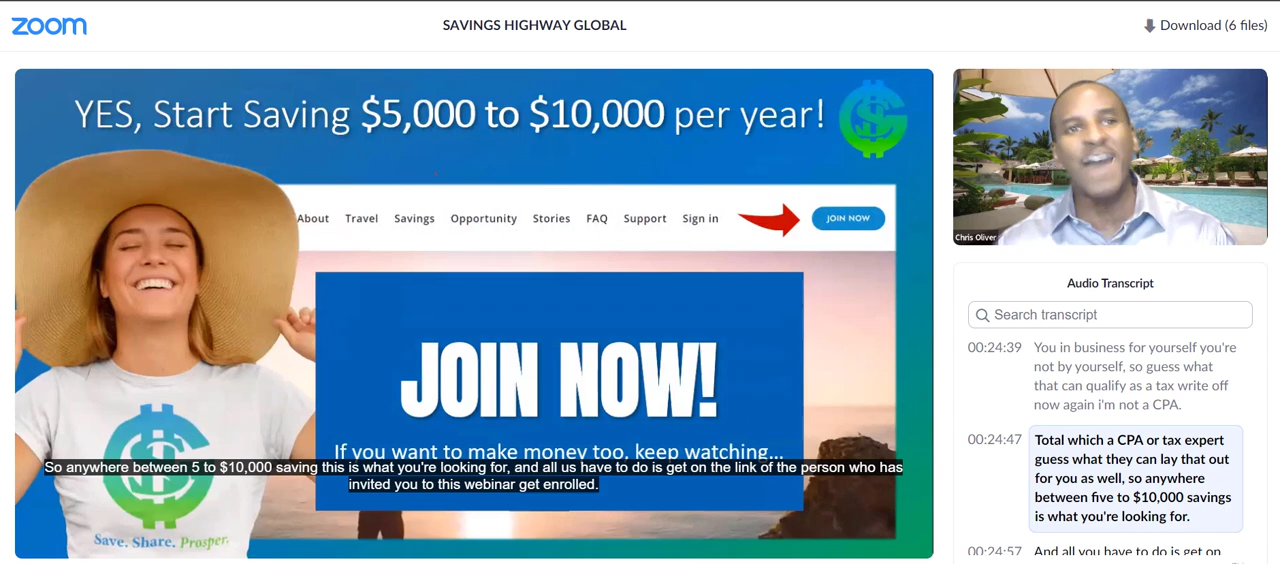 zoom
SAVINGS HIGHWAY GLOBAL
Download (6 files)
YES, Start Saving $5,000 to $10,000 per year!
About Travel Savings Opportunity Stories FAQ Support Sign in JOIN NOW
JOIN NOW!
If you want to make money too, keep watching...
So anywhere between 5 to $10,000 saving this is what you're looking for, and all us have to do is get on the link of the person who has
invited you to this webinar get enrolled.
Save. Share. Prosper.
Chris Oliver
Audio Transcript
Search transcript
00:24:39 You in business for yourself you're
not by yourself, so guess what
that can qualify as a tax write off
now again i'm not a CPA.
00:24:47 Total which a CPA or tax expert
guess what they can lay that out
for you as well, so anywhere
between five to $10,000 savings
is what you're looking for.
00:24:57 And all you have to do is get on